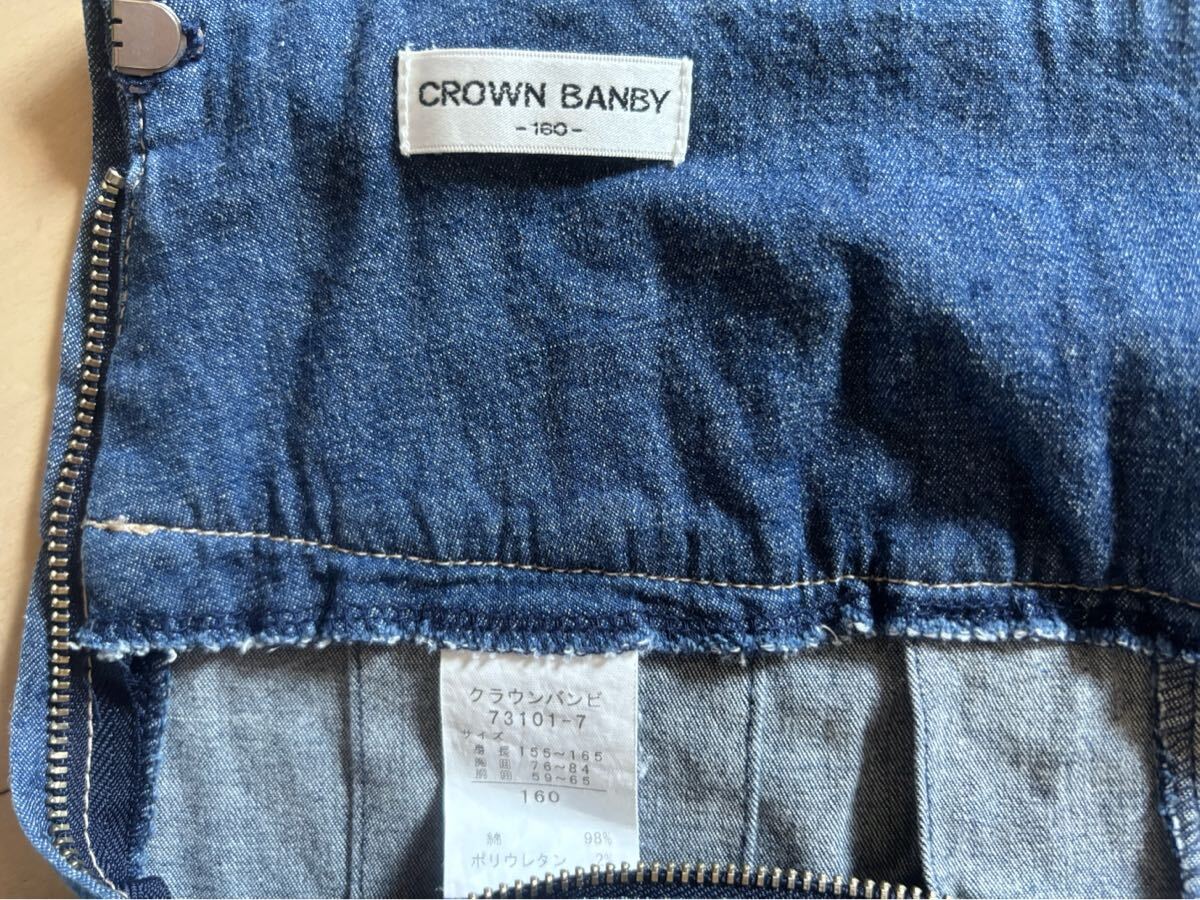 CROWN BANBY
-160-
クラウンバンビ
73101-7
サイズ
身長 155~165
胸囲 76~84
胴囲 59~65
160
綿 98%
ポリウレタン 2%